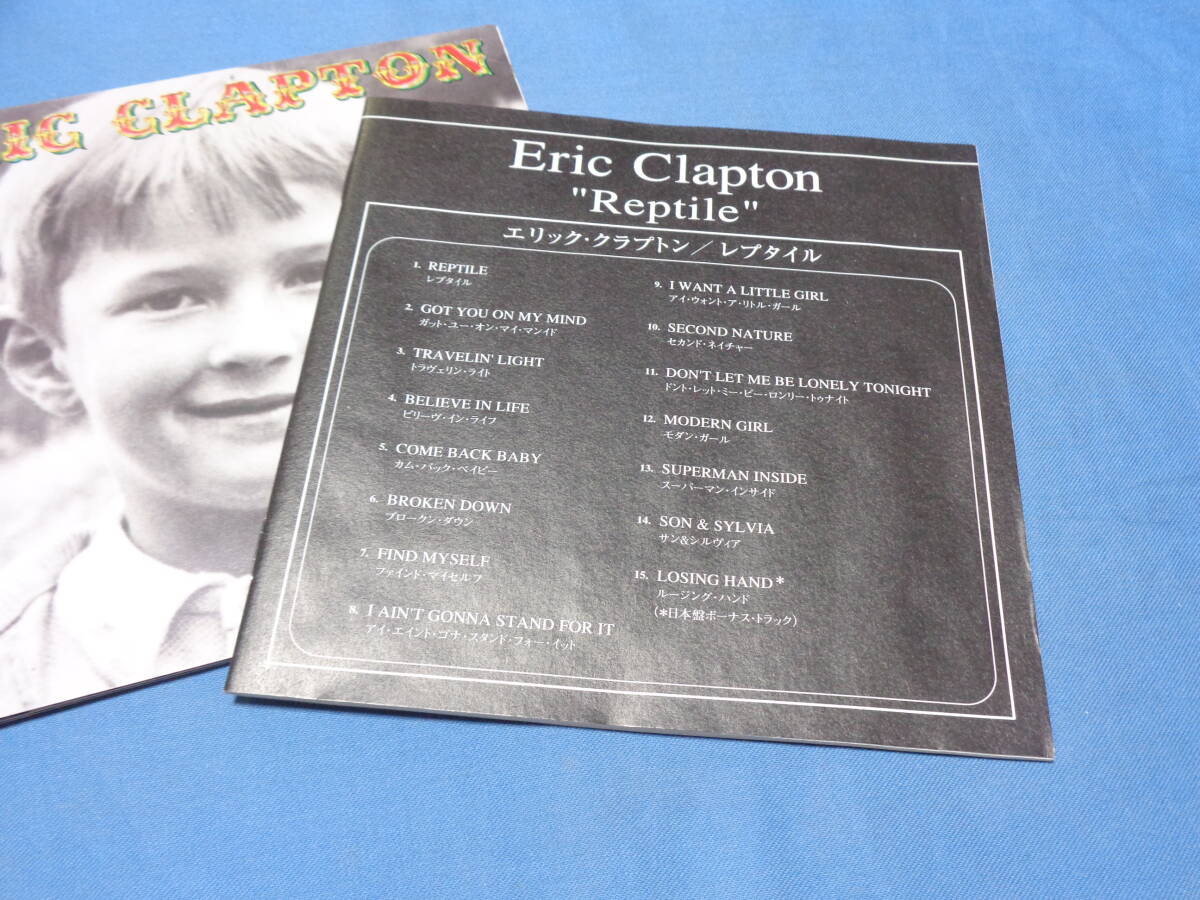 IC CLAPTON
Eric Clapton
"Reptile"
エリック・クラプトン／レプタイル
1. REPTILE
レプタイル
2. GOT YOU ON MY MIND
ガット・ユー・オン・マイ・マンイド
3. TRAVELIN' LIGHT
トラヴェリン・ライト
4. BELIEVE IN LIFE
ビリーヴ・イン・ライフ
5. COME BACK BABY
カム・バック・ベイビー
6. BROKEN DOWN
ブロークン・ダウン
7. FIND MYSELF
ファインド・マイセルフ
8. I AIN'T GONNA STAND FOR IT
アイ・エイント・ゴナ・スタンド・フォー・イット
9. I WANT A LITTLE GIRL
アイ・ウォント・ア・リトル・ガール
10. SECOND NATURE
セカンド・ネイチャー
11. DON'T LET ME BE LONELY TONIGHT
ドント・レット・ミー・ビー・ロンリー・トゥナイト
12. MODERN GIRL
モダン・ガール
13. SUPERMAN INSIDE
スーパーマン・インサイド
14. SON & SYLVIA
サン&シルヴィア
15. LOSING HAND*
ルージング・ハンド
(*日本盤ボーナス・トラック)